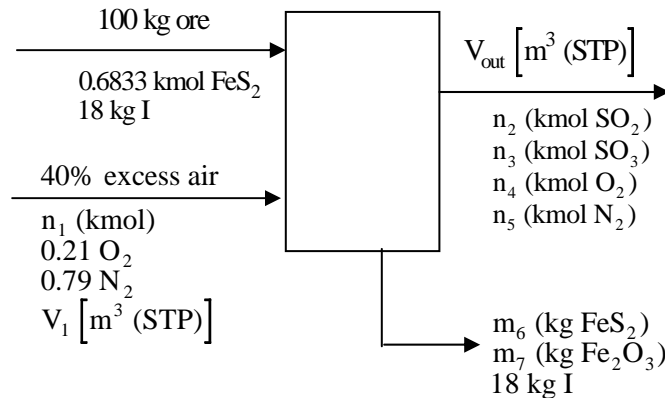 100 kg ore
0.6833 kmol FeS₂
18 kg I
40% excess air
n₁ (kmol)
0.21 O₂
0.79 N₂
V₁ [m³ (STP)]
V_out [m³ (STP)]
n₂ (kmol SO₂)
n₃ (kmol SO₃)
n₄ (kmol O₂)
n₅ (kmol N₂)
m₆ (kg FeS₂)
m₇ (kg Fe₂O₃)
18 kg I